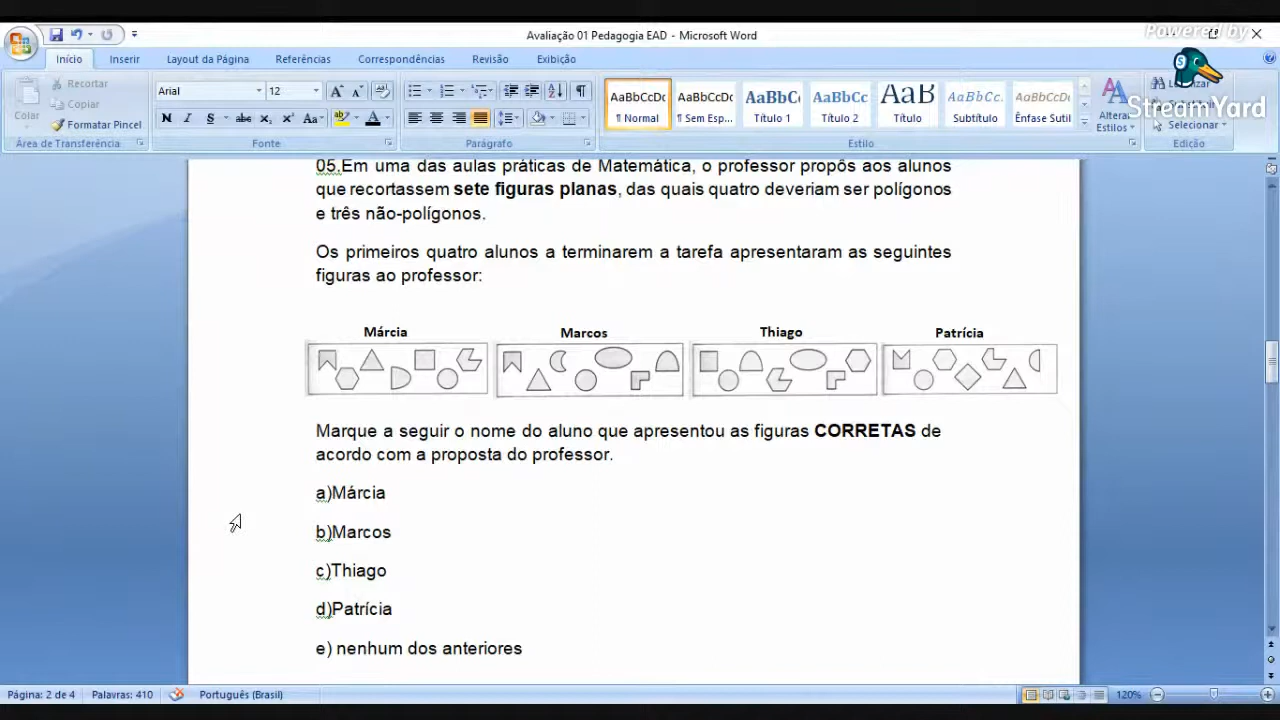 Avaliação 01 Pedagogia EAD - Microsoft Word
Powered by
StreamYard
Início Inserir Layout da Página Referências Correspondências Revisão Exibição
Colar
Recortar
Copiar
Formatar Pincel
Área de Transferência
Arial 12
Fonte
Parágrafo
AaBbCcDc AaBbCcDc AaBbC AaBbCc AaB AaBbCc. AaBbCcDc
¶ Normal ¶ Sem Esp... Título 1 Título 2 Título Subtítulo Ênfase Sutil
Alterar
Estilos
Estilo
Selecionar
Edição
05.Em uma das aulas práticas de Matemática, o professor propôs aos alunos
que recortassem sete figuras planas, das quais quatro deveriam ser polígonos
e três não-polígonos.
Os primeiros quatro alunos a terminarem a tarefa apresentaram as seguintes
figuras ao professor:
Márcia Marcos Thiago Patrícia
Marque a seguir o nome do aluno que apresentou as figuras CORRETAS de
acordo com a proposta do professor.
a)Márcia
b)Marcos
c)Thiago
d)Patrícia
e) nenhum dos anteriores
Página: 2 de 4 Palavras: 410 Português (Brasil) 120%